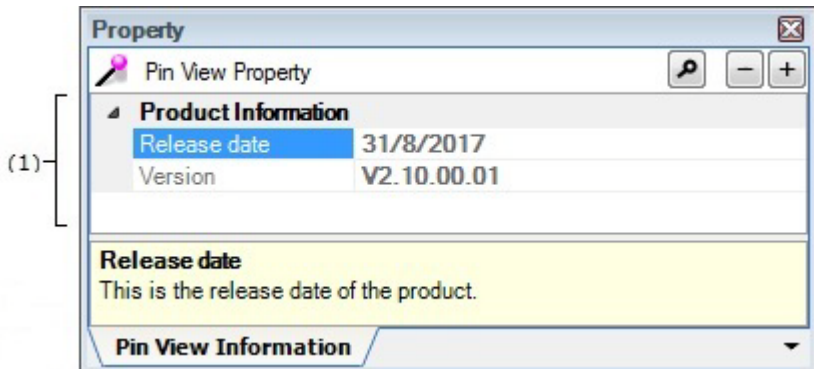 Property
Pin View Property
(1)
Product Information
Release date 31/8/2017
Version V2.10.00.01
Release date
This is the release date of the product.
Pin View Information